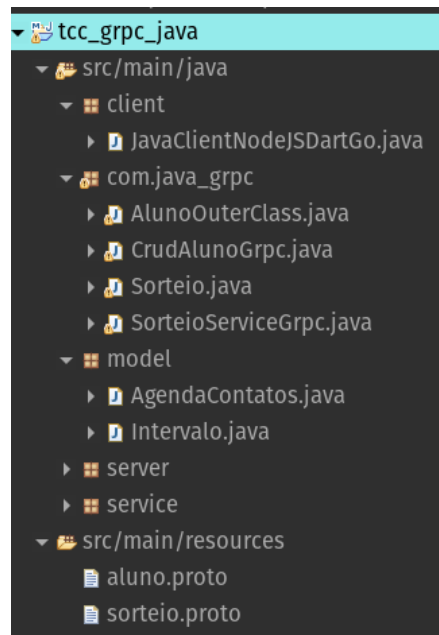 tcc_grpc_java
src/main/java
client
JavaClientNodeJSDartGo.java
com.java_grpc
AlunoOuterClass.java
CrudAlunoGrpc.java
Sorteio.java
SorteioServiceGrpc.java
model
AgendaContatos.java
Intervalo.java
server
service
src/main/resources
aluno.proto
sorteio.proto